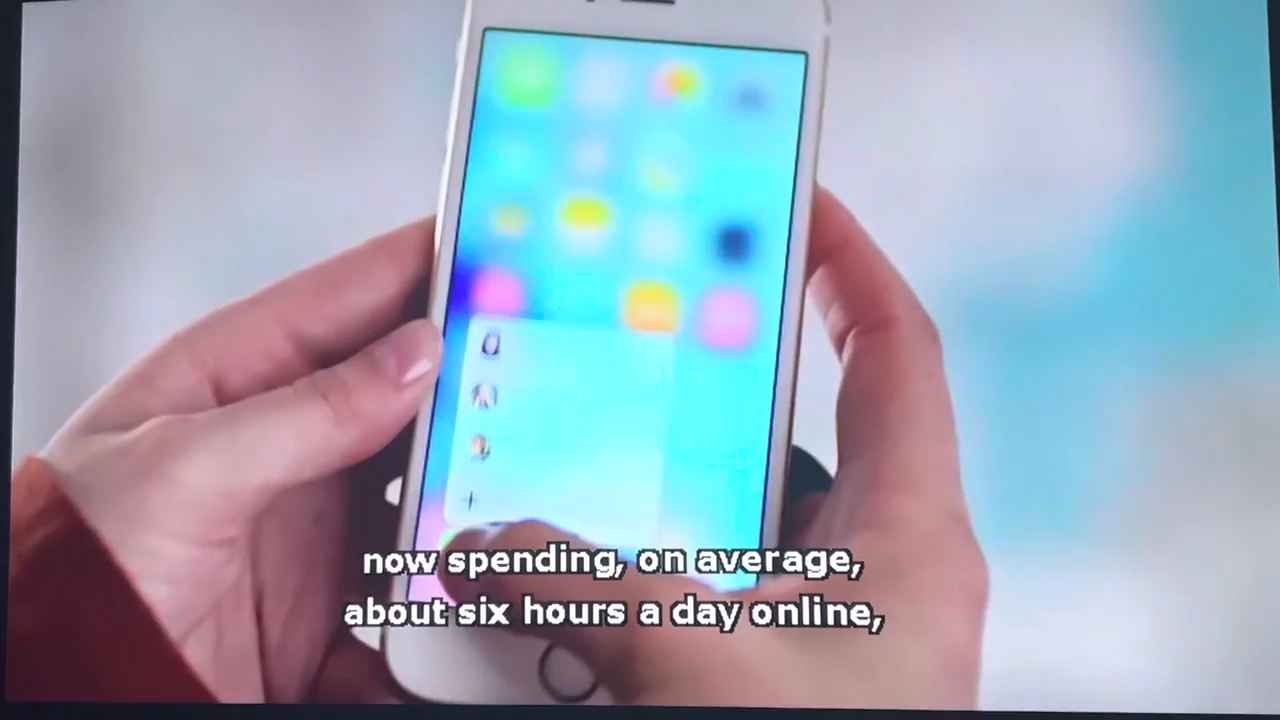 now spending, on average,
about six hours a day online,